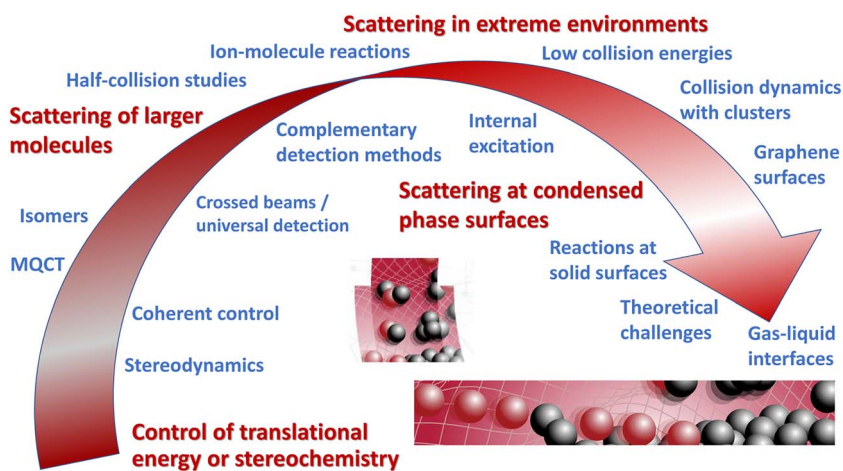 Scattering in extreme environments
Ion-molecule reactions
Low collision energies
Half-collision studies
Collision dynamics
with clusters
Scattering of larger
molecules
Complementary
detection methods
Internal
excitation
Graphene
surfaces
Scattering at condensed
phase surfaces
Isomers
Crossed beams /
universal detection
MQCT
Reactions at
solid surfaces
Coherent control
Theoretical
challenges
Gas-liquid
interfaces
Stereodynamics
Control of translational
energy or stereochemistry